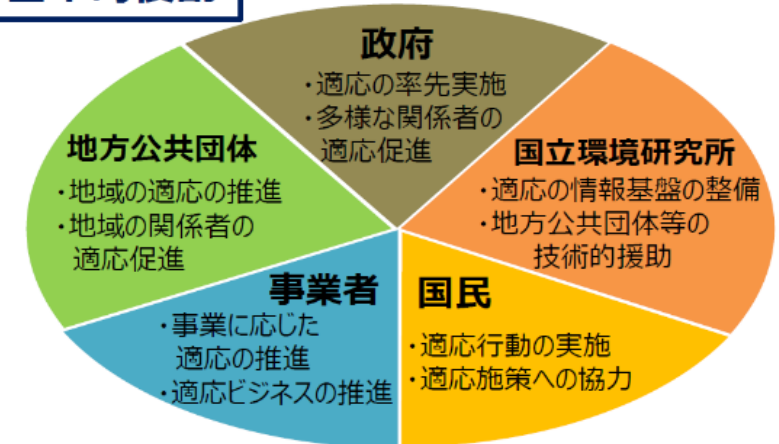 政府
・適応の率先実施
・多様な関係者の
適応促進
国立環境研究所
・適応の情報基盤の整備
・地方公共団体等の
技術的援助
国民
・適応行動の実施
・適応施策への協力
事業者
・事業に応じた
適応の推進
・適応ビジネスの推進
地方公共団体
・地域の適応の推進
・地域の関係者の
適応促進